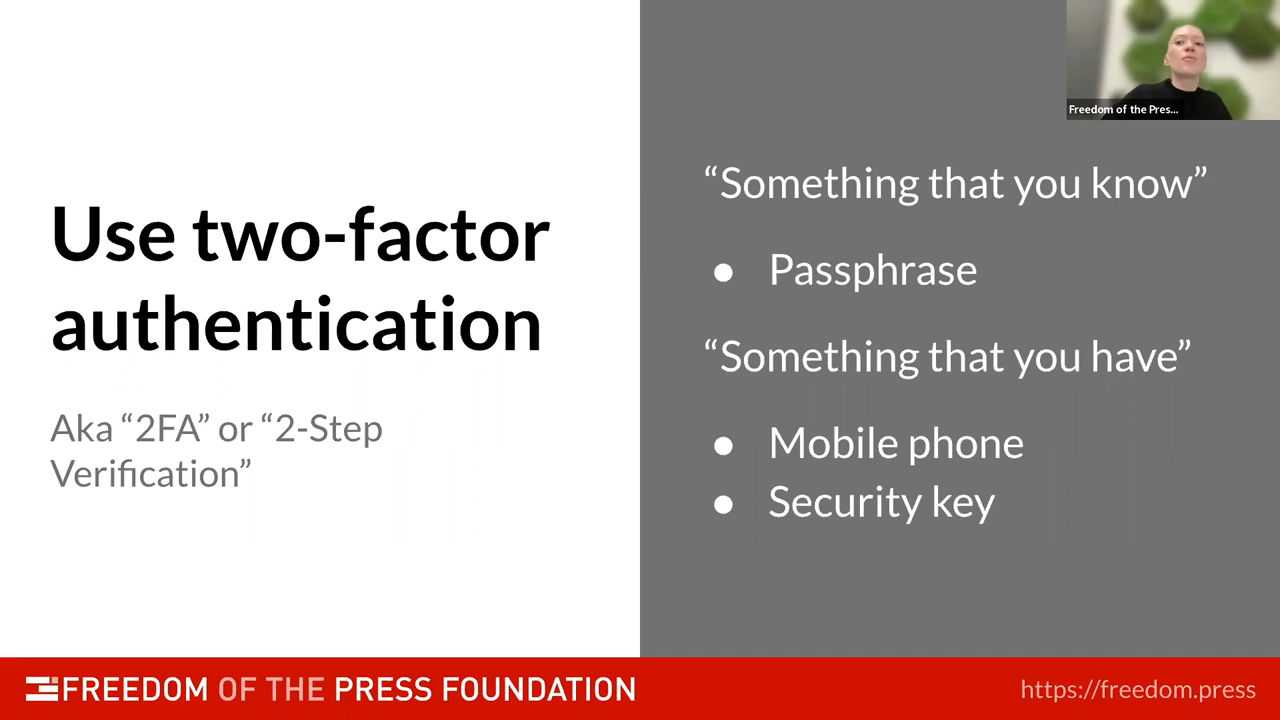 Use two-factor
authentication
Aka “2FA” or “2-Step
Verification”
Freedom of the Pres...
“Something that you know”
● Passphrase
“Something that you have”
● Mobile phone
● Security key
FREEDOM OF THE PRESS FOUNDATION
https://freedom.press